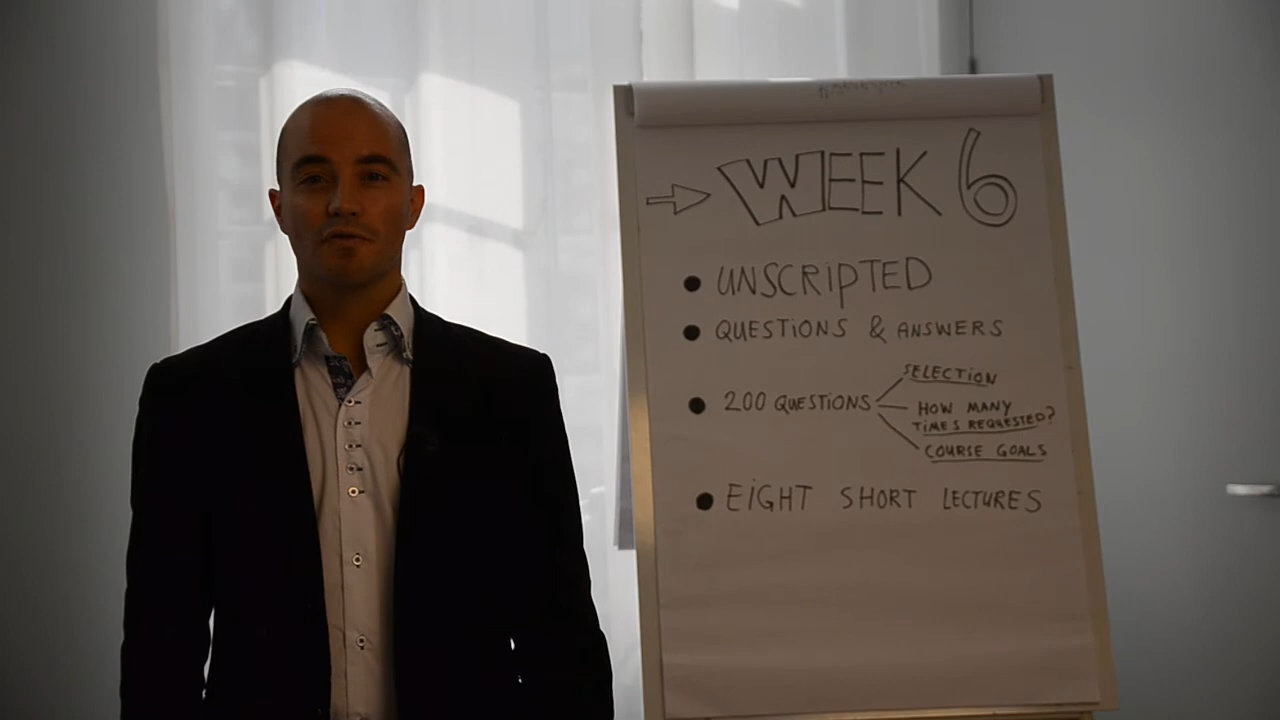 WEEK 6
UNSCRIPTED
QUESTIONS & ANSWERS
200 QUESTIONS
SELECTION
HOW MANY
TIMES REQUESTED?
COURSE GOALS
EIGHT SHORT LECTURES